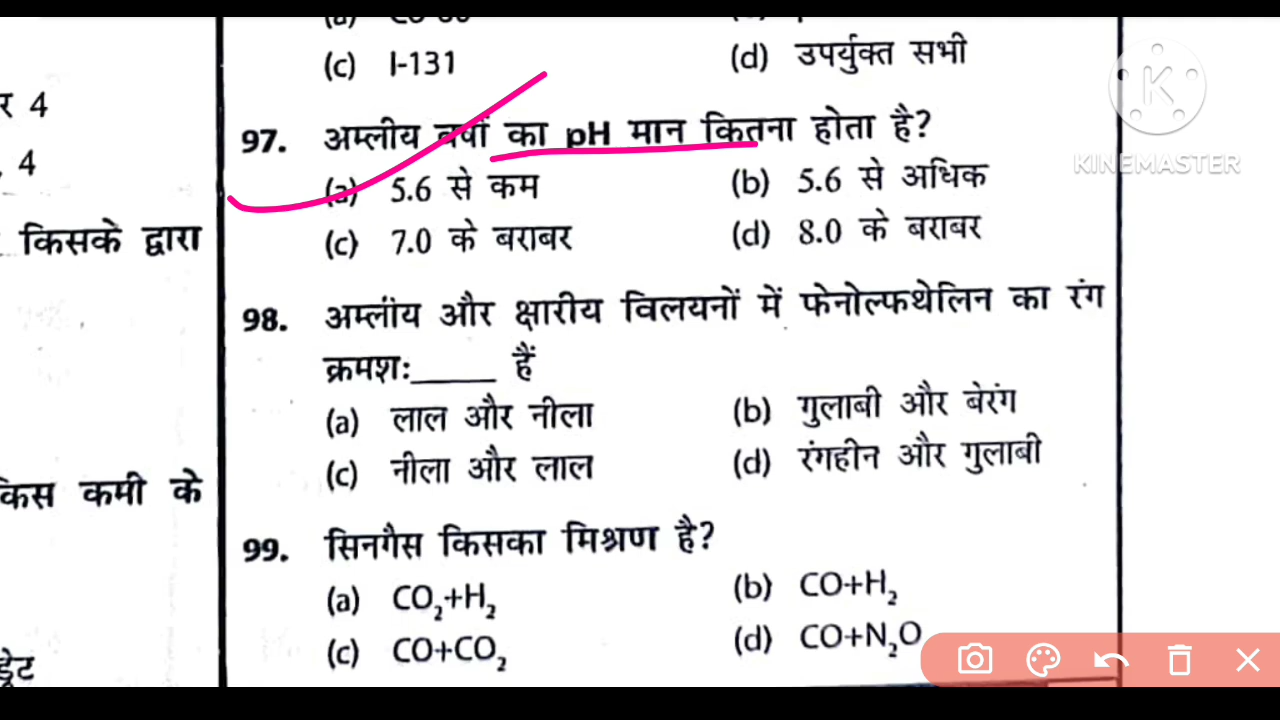 (c) I-131
(d) उपर्युक्त सभी
र 4
97. अम्लीय वर्षा का pH मान कितना होता है?
, 4
(a) 5.6 से कम
(b) 5.6 से अधिक
KINEMASTER
किसके द्वारा
(c) 7.0 के बराबर
(d) 8.0 के बराबर
98. अम्लीय और क्षारीय विलयनों में फेनोल्फथेलिन का रंग
क्रमशः_____ हैं
(a) लाल और नीला
(b) गुलाबी और बेरंग
(c) नीला और लाल
(d) रंगहीन और गुलाबी
किस कमी के
99. सिनगैस किसका मिश्रण है?
(a) CO₂+H₂
(b) CO+H₂
(c) CO+CO₂
(d) CO+N₂O